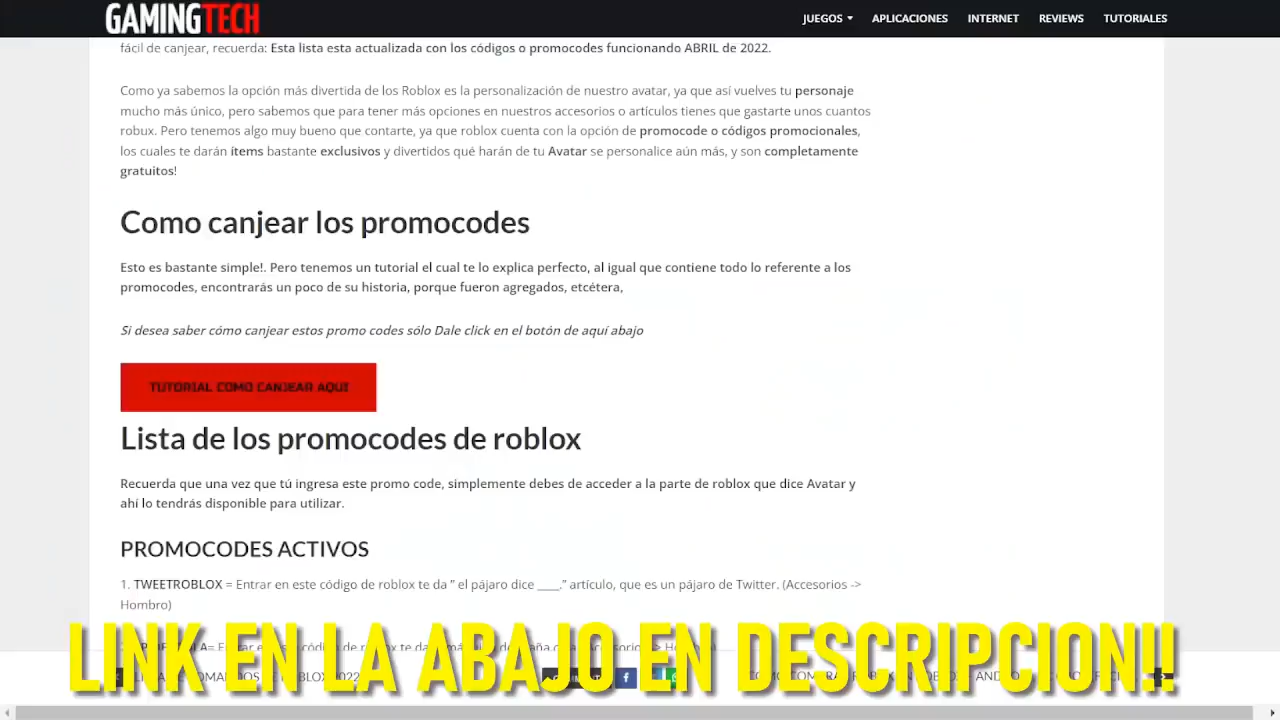 GAMINGTECH
JUEGOS APLICACIONES INTERNET REVIEWS TUTORIALES
fácil de canjear, recuerda: Esta lista esta actualizada con los códigos o promocodes funcionando ABRIL de 2022.
Como ya sabemos la opción más divertida de los Roblox es la personalización de nuestro avatar, ya que así vuelves tu personaje
mucho más único, pero sabemos que para tener más opciones en nuestros accesorios o artículos tienes que gastarte unos cuantos
robux. Pero tenemos algo muy bueno que contarte, ya que roblox cuenta con la opción de promocode o códigos promocionales,
los cuales te darán ítems bastante exclusivos y divertidos qué harán de tu Avatar se personalice aún más, y son completamente
gratuitos!
Como canjear los promocodes
Esto es bastante simple!. Pero tenemos un tutorial el cual te lo explica perfecto, al igual que contiene todo lo referente a los
promocodes, encontrarás un poco de su historia, porque fueron agregados, etcétera,
Si desea saber cómo canjear estos promo codes sólo Dale click en el botón de aquí abajo
TUTORIAL COMO CANJEAR AQUI
Lista de los promocodes de roblox
Recuerda que una vez que tú ingresa este promo code, simplemente debes de acceder a la parte de roblox que dice Avatar y
ahí lo tendrás disponible para utilizar.
PROMOCODES ACTIVOS
1. TWEETROBLOX = Entrar en este código de roblox te da " el pájaro dice ____." artículo, que es un pájaro de Twitter. (Accesorios ->
Hombro)
LINK EN LA ABAJO EN DESCRIPCION!!